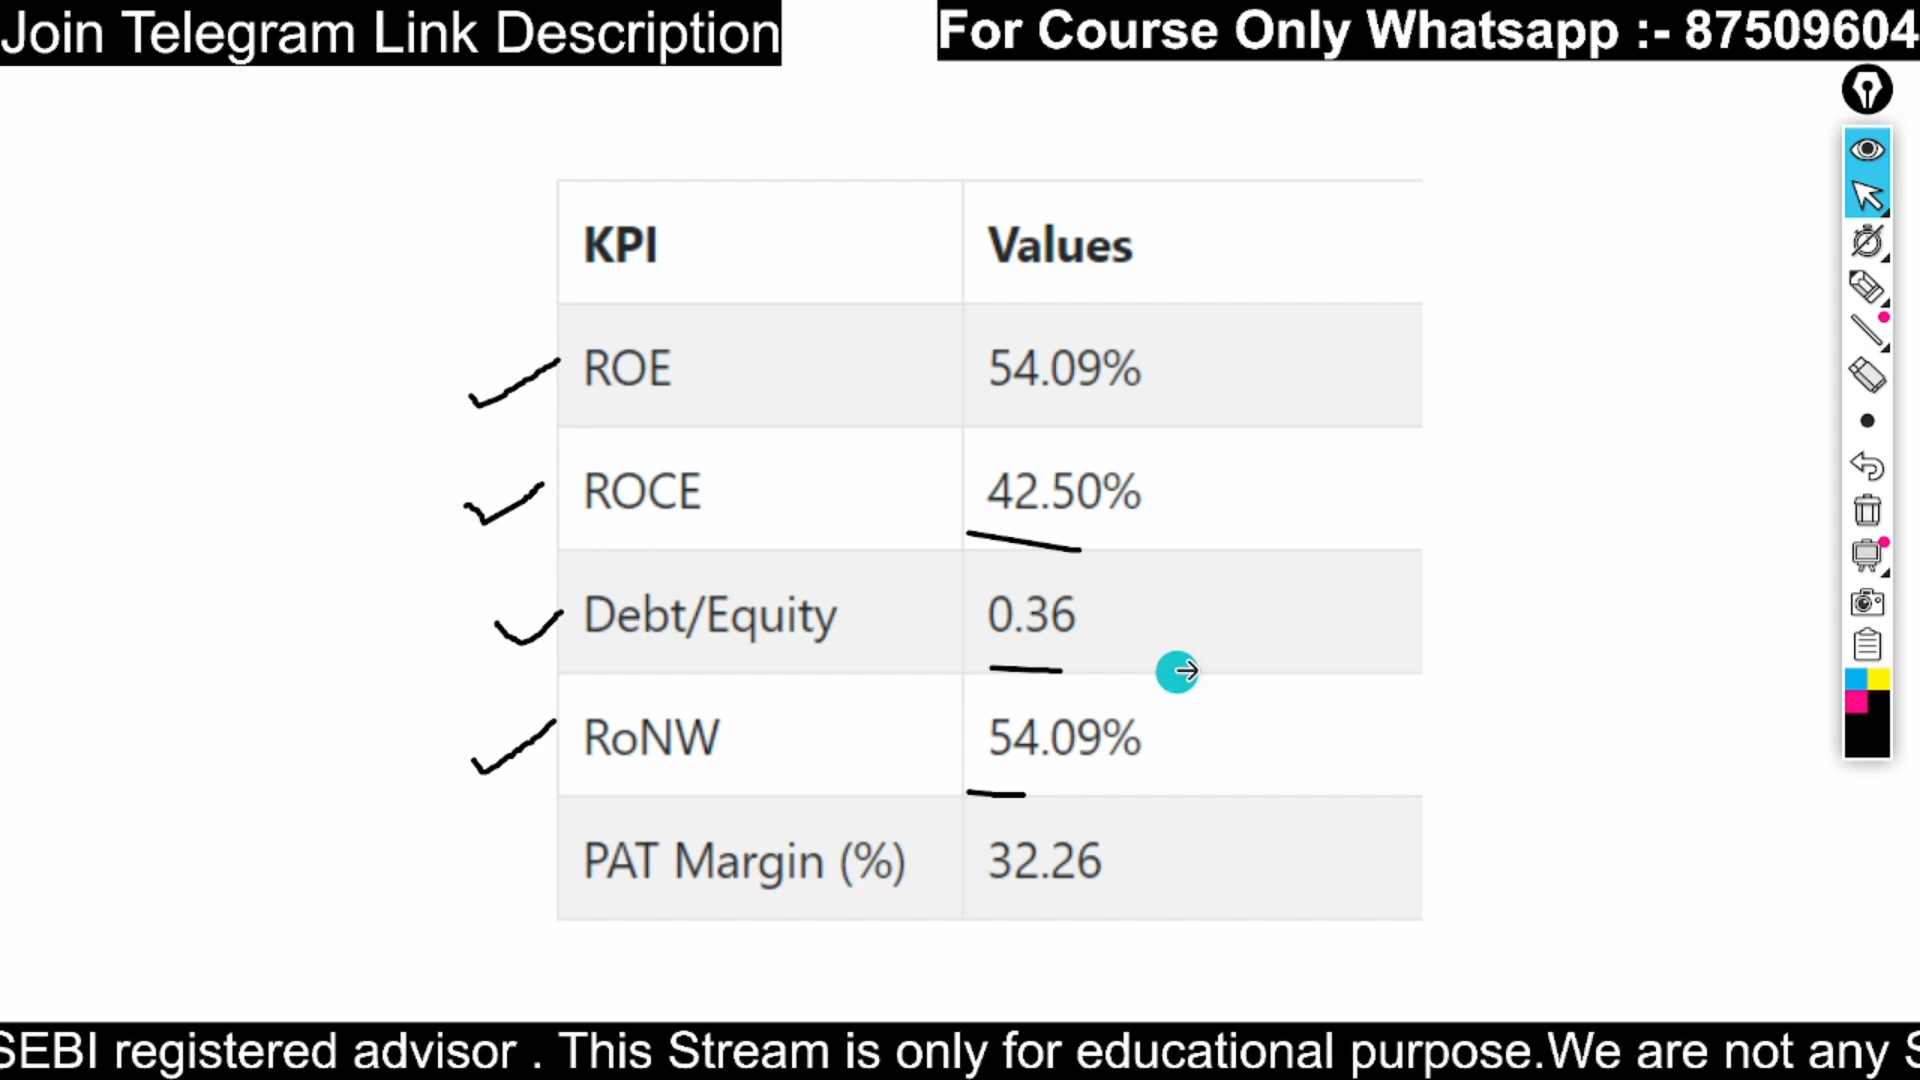 Join Telegram Link Description
For Course Only Whatsapp :- 87509604
KPI Values
ROE 54.09%
ROCE 42.50%
Debt/Equity 0.36
RoNW 54.09%
PAT Margin (%) 32.26
SEBI registered advisor . This Stream is only for educational purpose.We are not any S